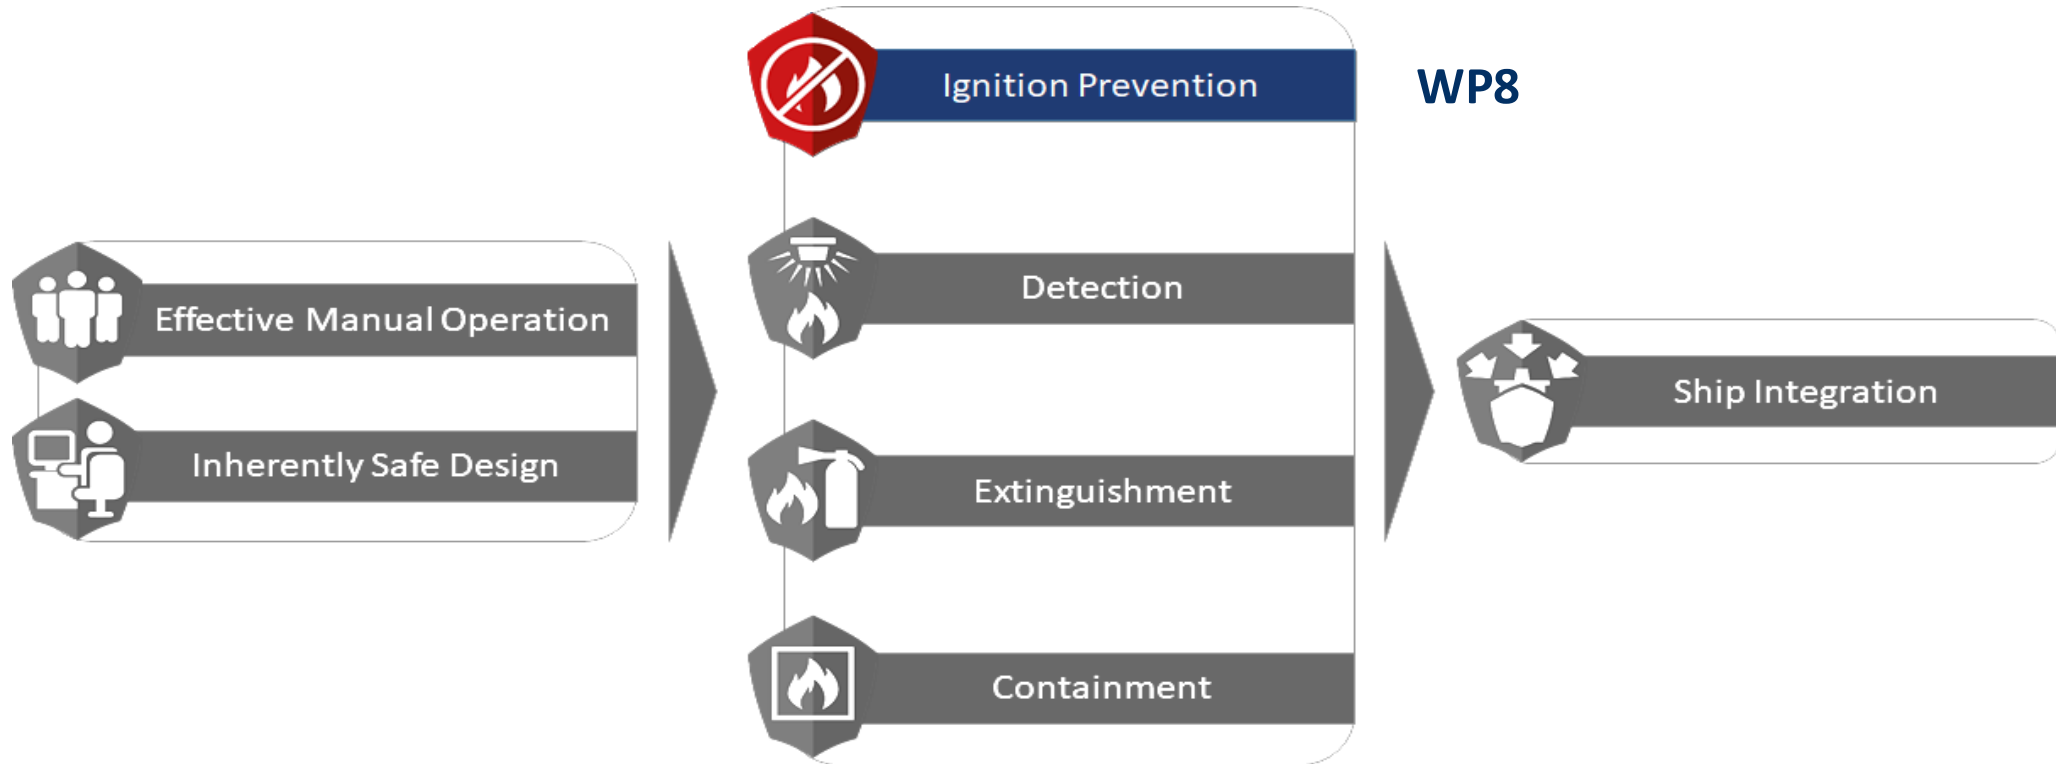 Effective Manual Operation
Inherently Safe Design
Ignition Prevention
WP8
Detection
Extinguishment
Containment
Ship Integration